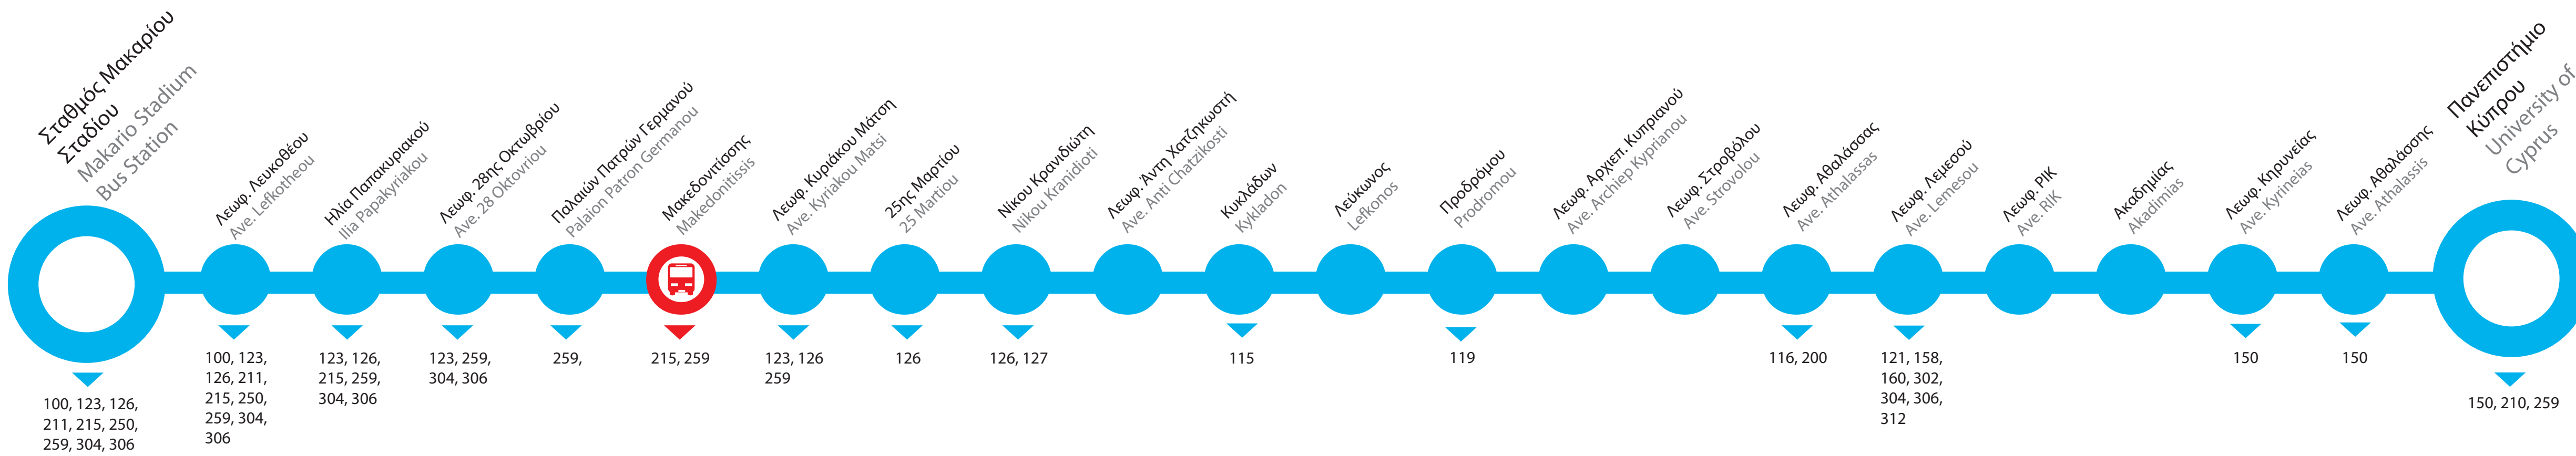 Σταθμός Μακαρίου
Σταδίου
Makario Stadium
Bus Station
100, 123, 126,
211, 215, 250,
259, 304, 306
Λεωφ. Λευκοθέου
Ave. Lefkotheou
100, 123,
126, 211,
215, 250,
259, 304,
306
Ηλία Παπακυριακού
Ilia Papakyriakou
123, 126,
215, 259,
304, 306
Λεωφ. 28ης Οκτωβρίου
Ave. 28 Oktovriou
123, 259,
304, 306
Παλαιών Πατρών Γερμανού
Palaion Patron Germanou
259,
Μακεδονιτίσσης
Makedonitissis
215, 259
Λεωφ. Κυριάκου Μάτση
Ave. Kyriakou Matsi
123, 126
259
25ης Μαρτίου
25 Martiou
126
Νίκου Κρανιδιώτη
Nikou Kranidioti
126, 127
Λεωφ. Άντη Χατζηκωστή
Ave. Anti Chatzikosti
Κυκλάδων
Kykladon
115
Λεύκωνος
Lefkonos
Προδρόμου
Prodromou
119
Λεωφ. Αρχιεπ. Κυπριανού
Ave. Archiep Kyprianou
Λεωφ. Στροβόλου
Ave. Strovolou
Λεωφ. Αθαλάσσας
Ave. Athalassas
116, 200
Λεωφ. Λεμεσού
Ave. Lemesou
121, 158,
160, 302,
304, 306,
312
Λεωφ. ΡΙΚ
Ave. RIK
Ακαδημίας
Akadimias
Λεωφ. Κηρυνείας
Ave. Kyrineias
150
Λεωφ. Αθαλάσσης
Ave. Athalassis
150
Πανεπιστήμιο
Κύπρου
University of
Cyprus
150, 210, 259